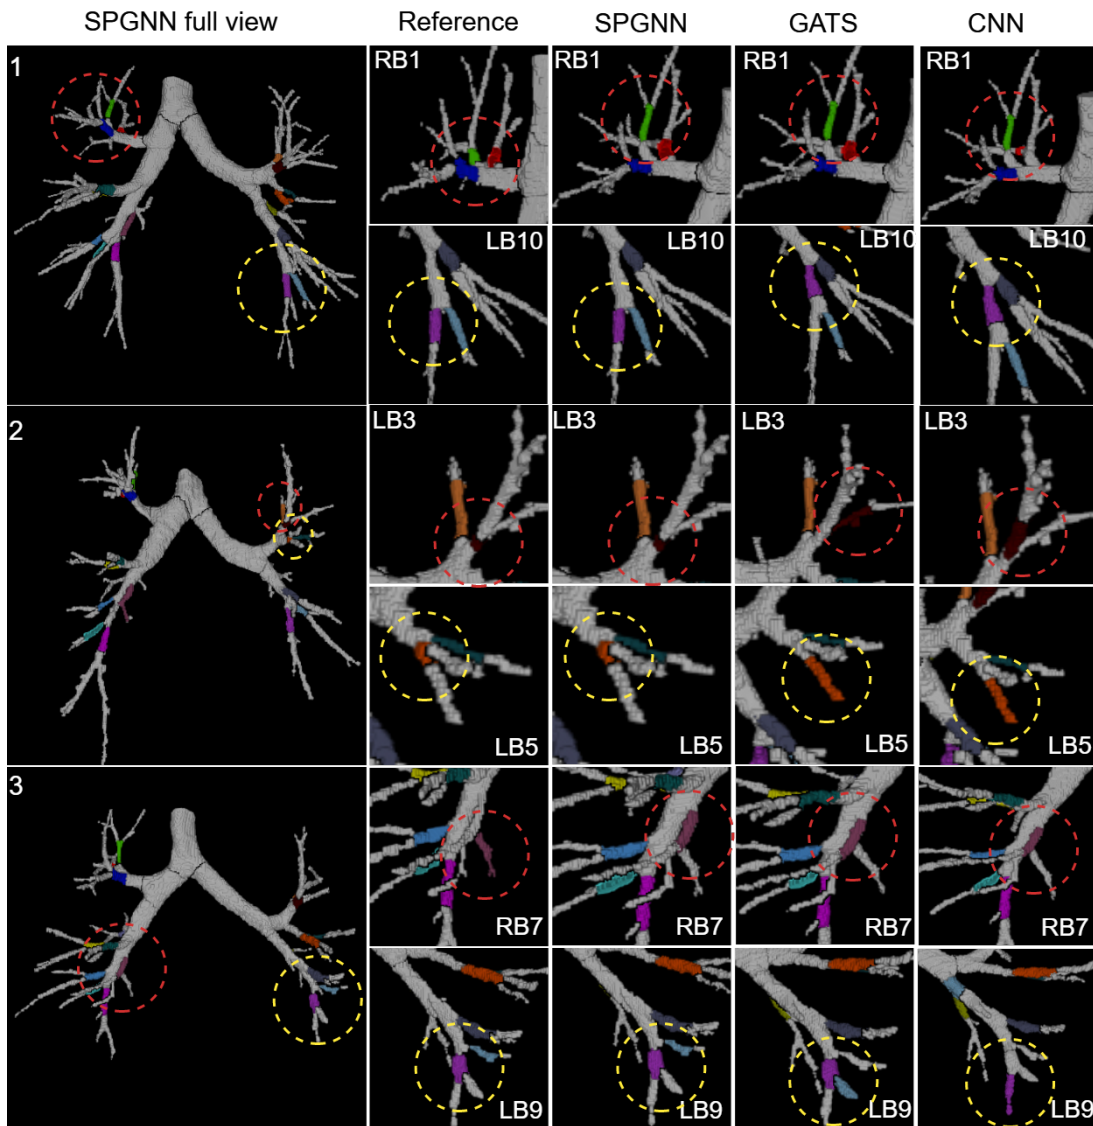 SPGNN full view Reference SPGNN GATS CNN
1 RB1 RB1 RB1 RB1
LB10 LB10 LB10 LB10
2 LB3 LB3 LB3 LB3
LB5 LB5 LB5 LB5
3
RB7 RB7 RB7 RB7
LB9 LB9 LB9 LB9